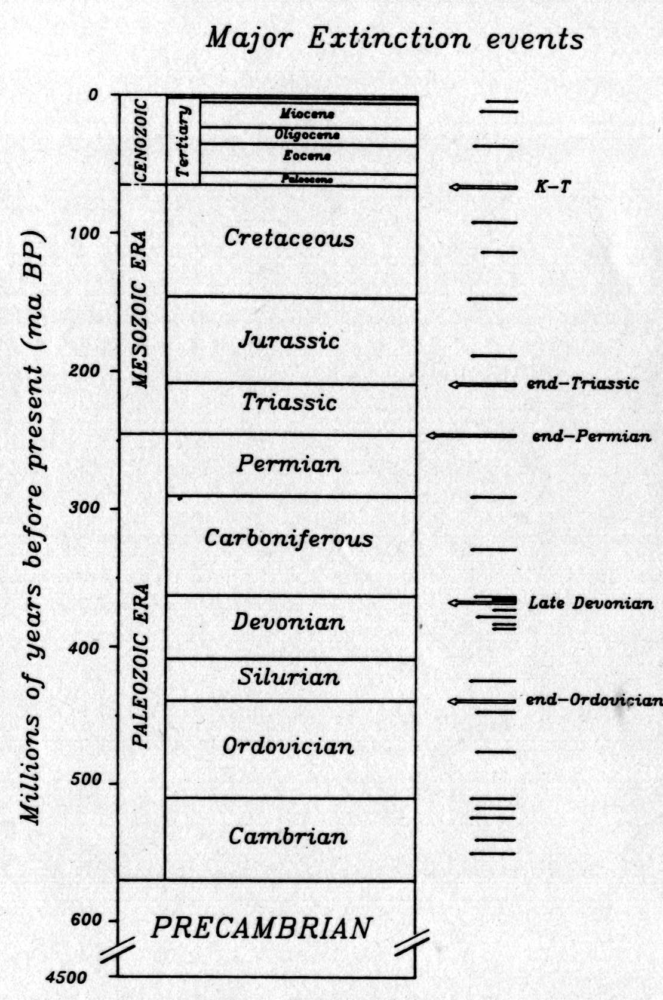 Major Extinction events
0
CENOZOIC
Tertiary
Miocene
Oligocene
Eocene
Paleocene
K-T
100
Cretaceous
MESOZOIC ERA
Jurassic
200
end-Triassic
Triassic
end-Permian
Permian
300
Carboniferous
Late Devonian
Devonian
PALEOZOIC ERA
400
Silurian
end-Ordovician
Ordovician
500
Cambrian
600
PRECAMBRIAN
4500
Millions of years before present (ma BP)